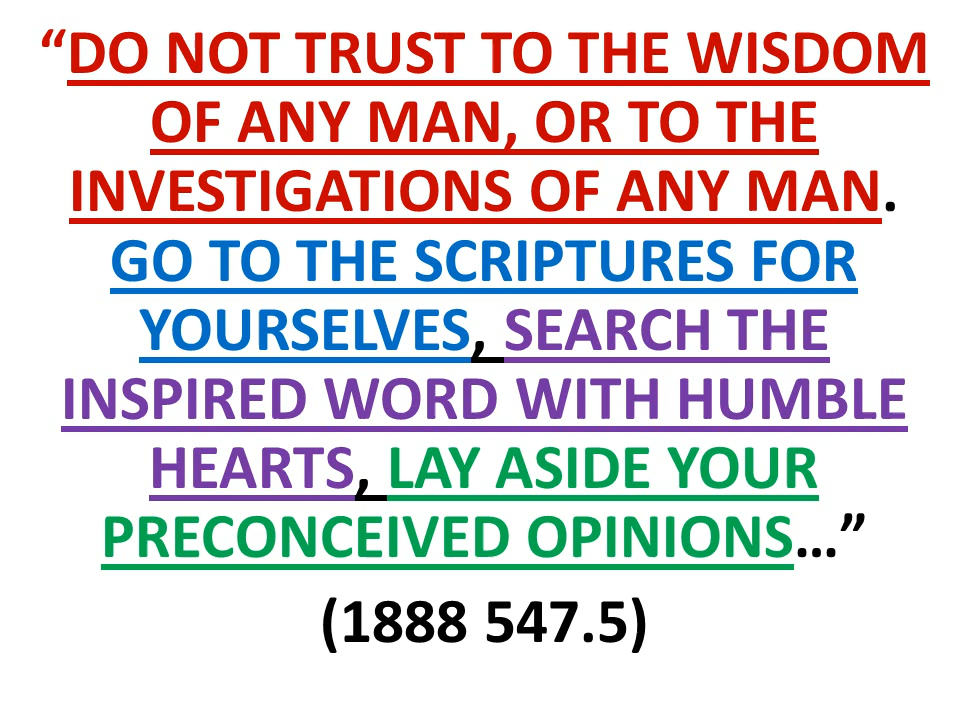 “DO NOT TRUST TO THE WISDOM
OF ANY MAN, OR TO THE
INVESTIGATIONS OF ANY MAN.
GO TO THE SCRIPTURES FOR
YOURSELVES, SEARCH THE
INSPIRED WORD WITH HUMBLE
HEARTS, LAY ASIDE YOUR
PRECONCEIVED OPINIONS…”
(1888 547.5)